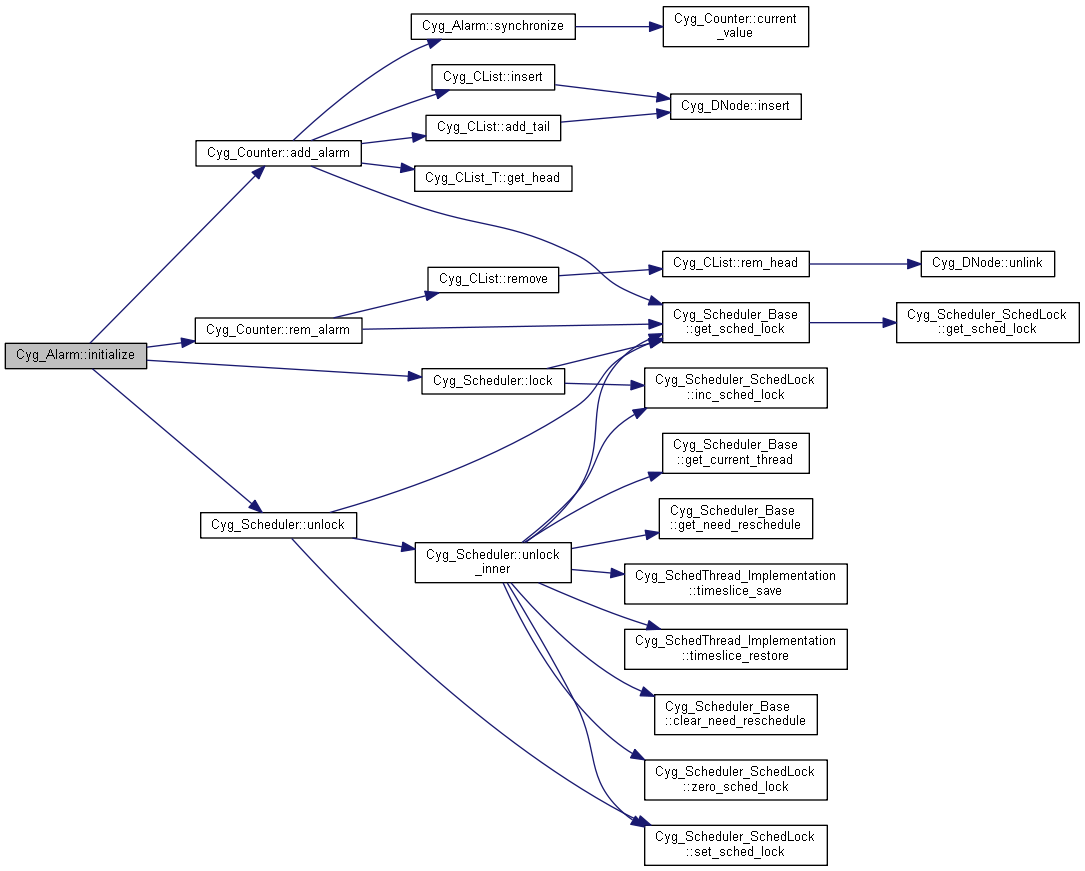 Cyg_Alarm::synchronize
Cyg_Counter::current
_value
Cyg_CList::insert
Cyg_DNode::insert
Cyg_CList::add_tail
Cyg_Counter::add_alarm
Cyg_CList_T::get_head
Cyg_CList::rem_head
Cyg_DNode::unlink
Cyg_CList::remove
Cyg_Scheduler_Base
::get_sched_lock
Cyg_Scheduler_SchedLock
::get_sched_lock
Cyg_Counter::rem_alarm
Cyg_Alarm::initialize
Cyg_Scheduler::lock
Cyg_Scheduler_SchedLock
::inc_sched_lock
Cyg_Scheduler_Base
::get_current_thread
Cyg_Scheduler::unlock
Cyg_Scheduler_Base
::get_need_reschedule
Cyg_Scheduler::unlock
_inner
Cyg_SchedThread_Implementation
::timeslice_save
Cyg_SchedThread_Implementation
::timeslice_restore
Cyg_Scheduler_Base
::clear_need_reschedule
Cyg_Scheduler_SchedLock
::zero_sched_lock
Cyg_Scheduler_SchedLock
::set_sched_lock